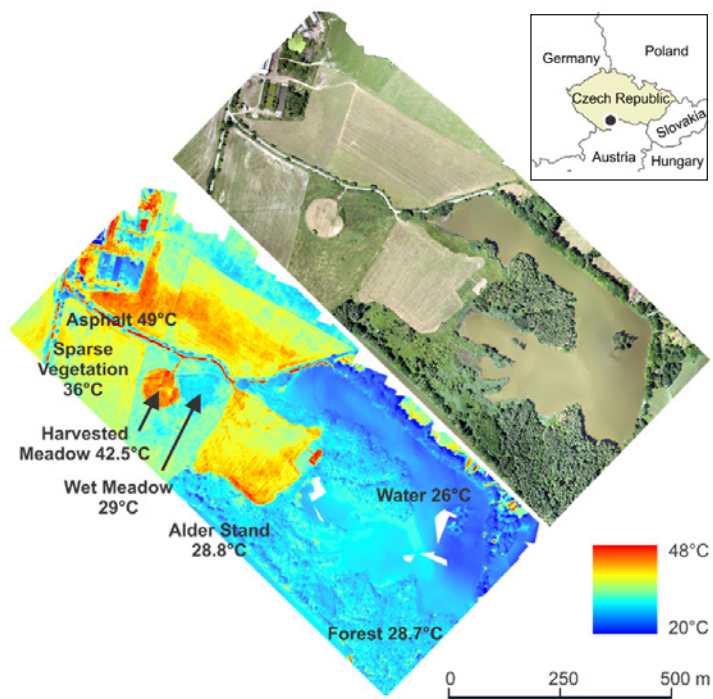 Germany
Poland
Czech Republic
Slovakia
Austria
Hungary
Asphalt 49°C
Sparse
Vegetation
36°C
Harvested
Meadow 42.5°C
Wet Meadow
29°C
Alder Stand
28.8°C
Water 26°C
Forest 28.7°C
48°C
20°C
0
250
500 m